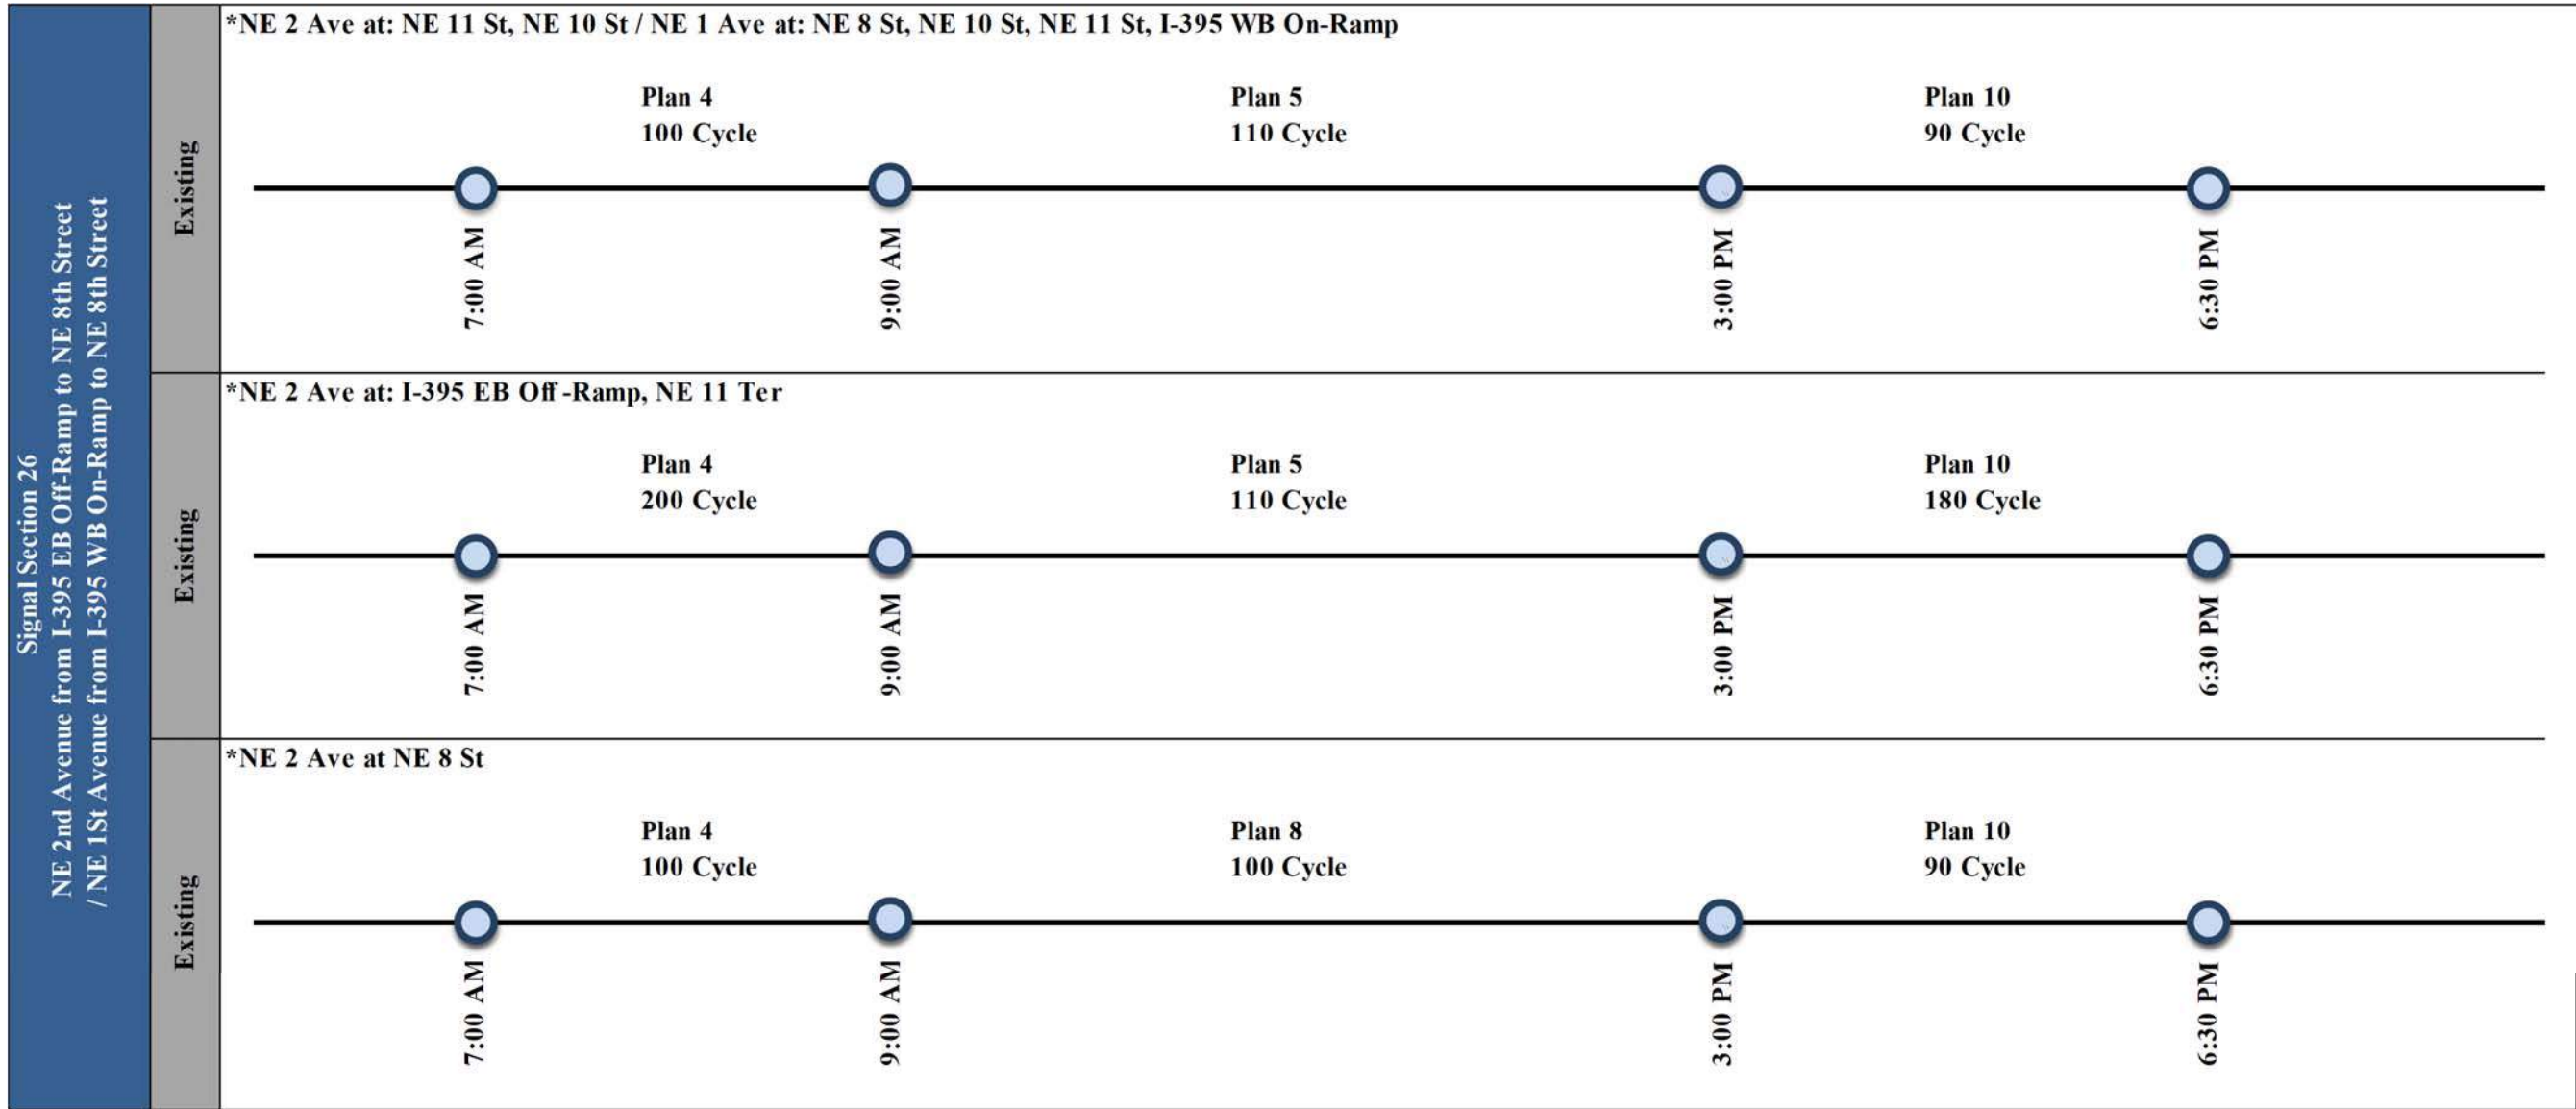 Signal Section 26
NE 2nd Avenue from I-395 EB Off-Ramp to NE 8th Street
/ NE 1St Avenue from I-395 WB On-Ramp to NE 8th Street
Existing
*NE 2 Ave at: NE 11 St, NE 10 St / NE 1 Ave at: NE 8 St, NE 10 St, NE 11 St, I-395 WB On-Ramp
Plan 4
100 Cycle
Plan 5
110 Cycle
Plan 10
90 Cycle
7:00 AM
9:00 AM
3:00 PM
6:30 PM
Existing
*NE 2 Ave at: I-395 EB Off-Ramp, NE 11 Ter
Plan 4
200 Cycle
Plan 5
110 Cycle
Plan 10
180 Cycle
7:00 AM
9:00 AM
3:00 PM
6:30 PM
Existing
*NE 2 Ave at NE 8 St
Plan 4
100 Cycle
Plan 8
100 Cycle
Plan 10
90 Cycle
7:00 AM
9:00 AM
3:00 PM
6:30 PM